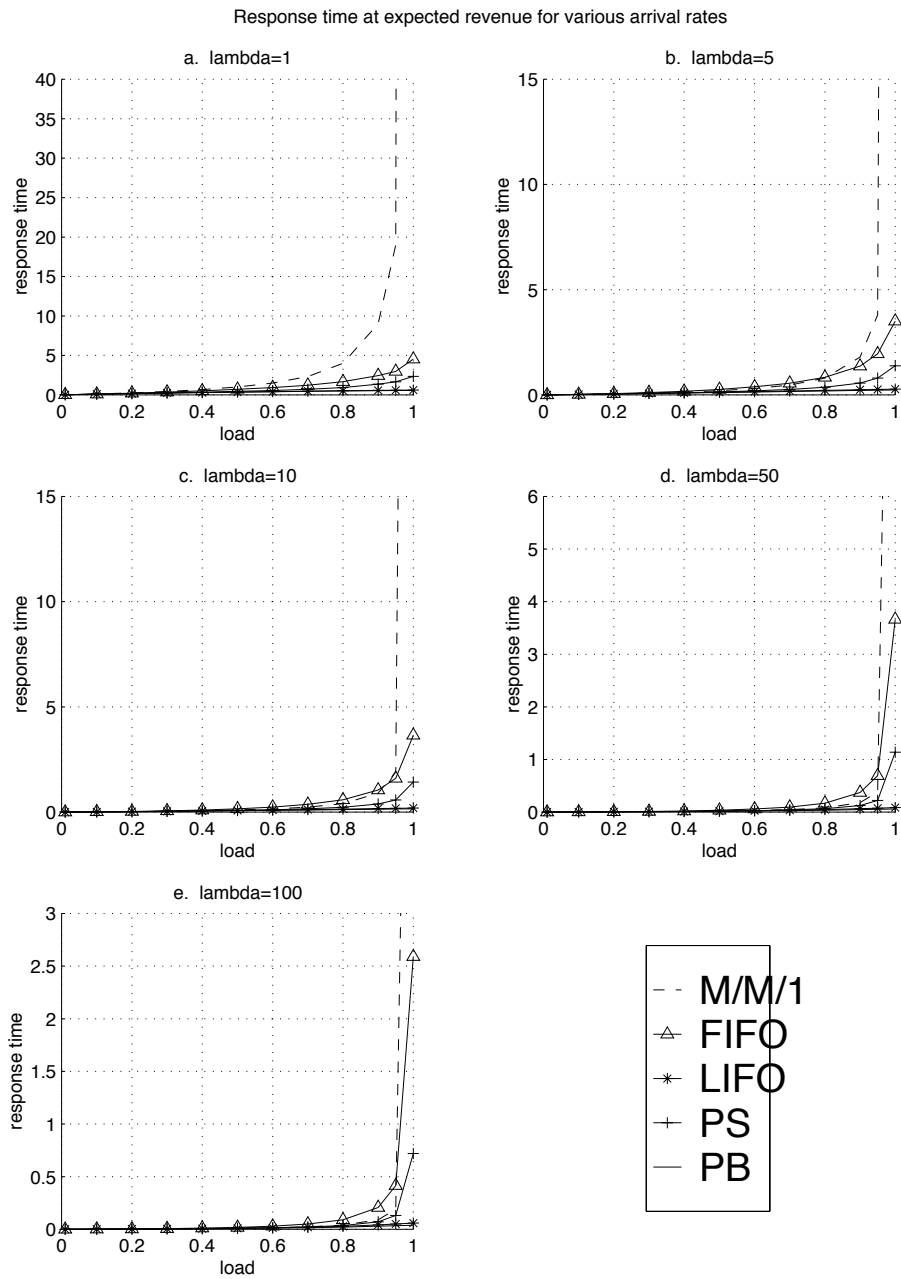 Response time at expected revenue for various arrival rates
a. lambda=1
40
35
30
25
20
15
10
5
0
response time
0 0.2 0.4 0.6 0.8 1
load
b. lambda=5
15
10
5
0
response time
0 0.2 0.4 0.6 0.8 1
load
c. lambda=10
15
10
5
0
response time
0 0.2 0.4 0.6 0.8 1
load
d. lambda=50
6
5
4
3
2
1
0
response time
0 0.2 0.4 0.6 0.8 1
load
e. lambda=100
3
2.5
2
1.5
1
0.5
0
response time
0 0.2 0.4 0.6 0.8 1
load
M/M/1
FIFO
LIFO
PS
PB